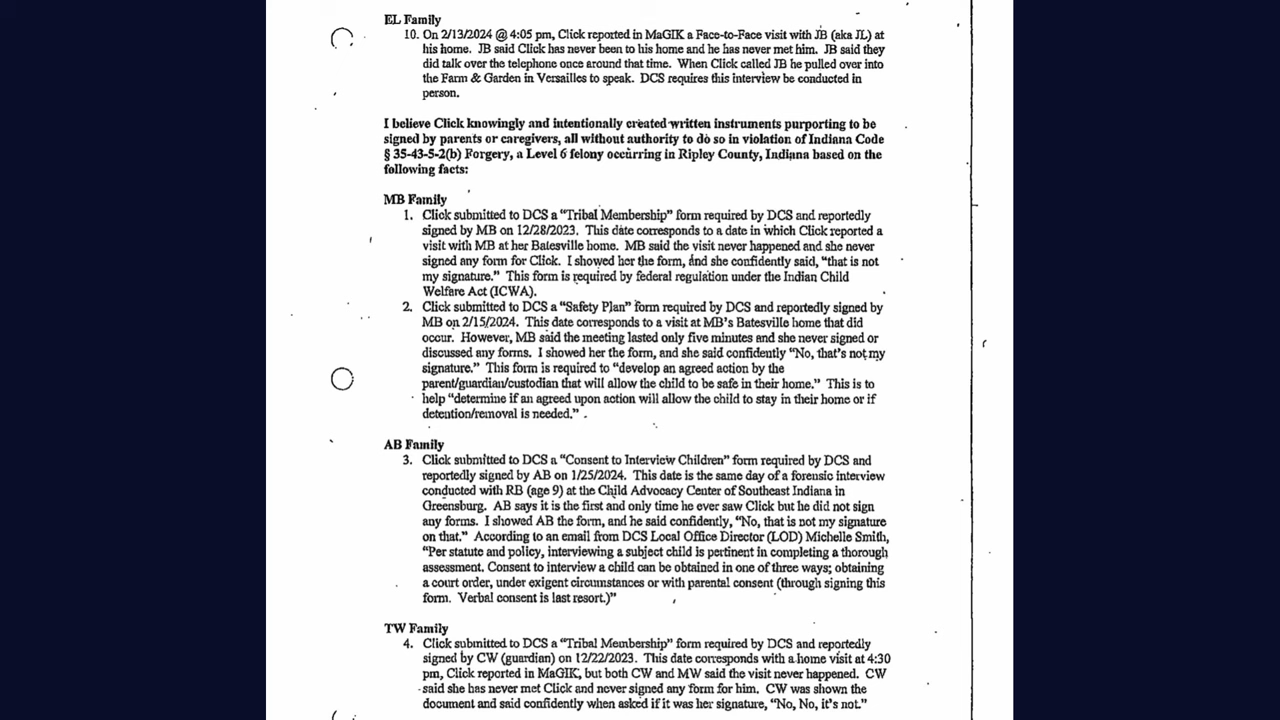 EL Family
10. On 2/13/2024 @ 4:05 pm, Click reported in MaGIK a Face-to-Face visit with JB (aka JL) at
his home. JB said Click has never been to his home and he has never met him. JB said they
did talk over the telephone once around that time. When Click called JB he pulled over into
the Farm & Garden in Versailles to speak. DCS requires this interview be conducted in
person.
I believe Click knowingly and intentionally created written instruments purporting to be
signed by parents or caregivers, all without authority to do so in violation of Indiana Code
§ 35-43-5-2(b) Forgery, a Level 6 felony occurring in Ripley County, Indiana based on the
following facts:
MB Family
1. Click submitted to DCS a “Tribal Membership” form required by DCS and reportedly
signed by MB on 12/28/2023. This date corresponds to a date in which Click reported a
visit with MB at her Batesville home. MB said the visit never happened and she never
signed any form for Click. I showed her the form, and she confidently said, “that is not
my signature.” This form is required by federal regulation under the Indian Child
Welfare Act (ICWA).
2. Click submitted to DCS a “Safety Plan” form required by DCS and reportedly signed by
MB on 2/15/2024. This date corresponds to a visit at MB’s Batesville home that did
occur. However, MB said the meeting lasted only five minutes and she never signed or
discussed any forms. I showed her the form, and she said confidently “No, that’s not my
signature.” This form is required to “develop an agreed action by the
parent/guardian/custodian that will allow the child to be safe in their home.” This is to
help “determine if an agreed upon action will allow the child to stay in their home or if
detention/removal is needed.”
AB Family
3. Click submitted to DCS a “Consent to Interview Children” form required by DCS and
reportedly signed by AB on 1/25/2024. This date is the same day of a forensic interview
conducted with RB (age 9) at the Child Advocacy Center of Southeast Indiana in
Greensburg. AB says it is the first and only time he ever saw Click but he did not sign
any forms. I showed AB the form, and he said confidently, “No, that is not my signature
on that.” According to an email from DCS Local Office Director (LOD) Michelle Smith,
“Per statute and policy, interviewing a subject child is pertinent in completing a thorough
assessment. Consent to interview a child can be obtained in one of three ways; obtaining
a court order, under exigent circumstances or with parental consent (through signing this
form. Verbal consent is last resort.)”
TW Family
4. Click submitted to DCS a “Tribal Membership” form required by DCS and reportedly
signed by CW (guardian) on 12/22/2023. This date corresponds with a home visit at 4:30
pm, Click reported in MaGIK, but both CW and MW said the visit never happened. CW
said she has never met Click and never signed any form for him. CW was shown the
document and said confidently when asked if it was her signature, “No, No, it’s not.”